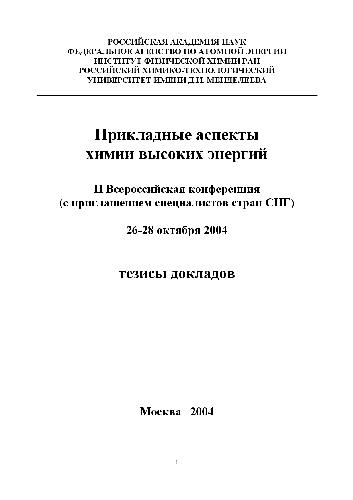 РОССИЙСКАЯ АКАДЕМИЯ НАУК
ФЕДЕРАЛЬНОЕ АГЕНТСТВО ПО АТОМНОЙ ЭНЕРГИИ
ИНСТИТУТ ФИЗИЧЕСКОЙ ХИМИИ РАН
РОССИЙСКИЙ ХИМИКО-ТЕХНОЛОГИЧЕСКИЙ
УНИВЕРСИТЕТ ИМЕНИ Д.И. МЕНДЕЛЕЕВА
Прикладные аспекты
химии высоких энергий
II Всероссийская конференция
(с приглашением специалистов стран СНГ)
26-28 октября 2004
тезисы докладов
Москва 2004
1